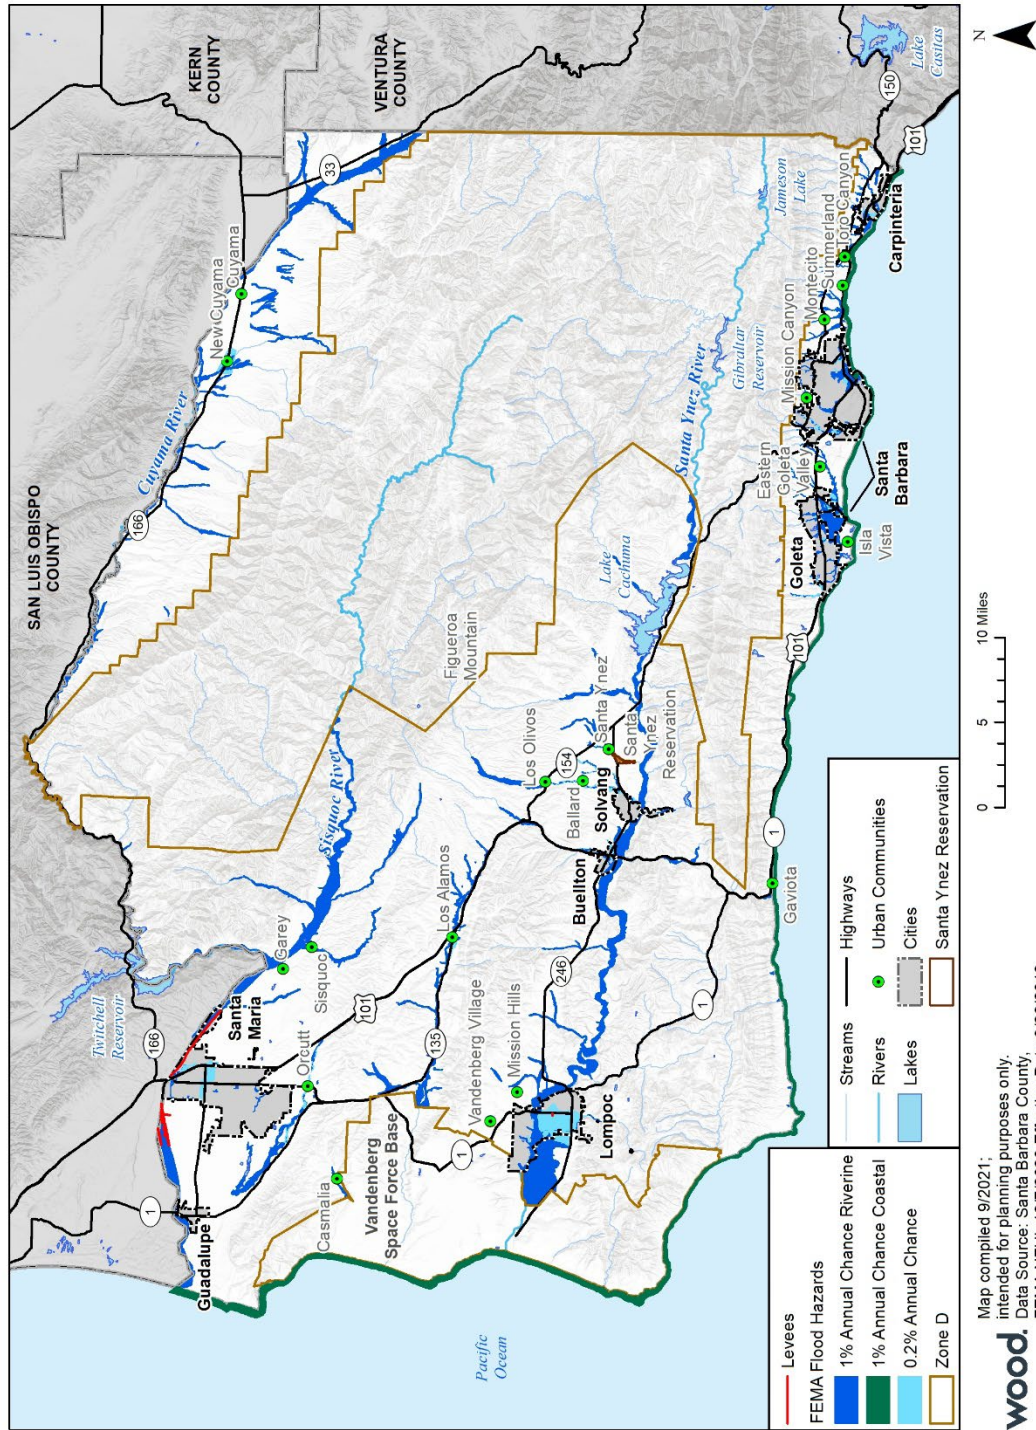 SAN LUIS OBISPO
COUNTY
KERN
COUNTY
VENTURA
COUNTY
Twitchell
Reservoir
166
166
33
1
Cuyama River
New Cuyama
Cuyama
Guadalupe
Santa
Maria
Garey
Sisquoc
Sisquoc River
Orcutt
101
Casmalia
Vandenberg
Space Force Base
135
Los Alamos
Figueroa
Mountain
Vandenberg Village
Mission Hills
1
Lompoc
246
1
Los Olivos
154
Ballard
Solvang
Santa Ynez
Santa
Ynez
Reservation
Buellton
Lake
Cachuma
Santa Ynez River
Gibraltar
Reservoir
Jameson
Lake
Pacific
Ocean
Gaviota
1
101
Goleta
Eastern
Goleta
Valley
Isla
Vista
Santa
Barbara
Mission Canyon
Montecito
Summerland
Toro Canyon
Carpinteria
101
150
Lake
Casitas
Levees
FEMA Flood Hazards
1% Annual Chance Riverine
1% Annual Chance Coastal
0.2% Annual Chance
Zone D
Streams
Rivers
Lakes
Highways
Urban Communities
Cities
Santa Ynez Reservation
0
5
10 Miles
N
wood.
Map compiled 9/2021;
intended for planning purposes only.
Data Source: Santa Barbara County,